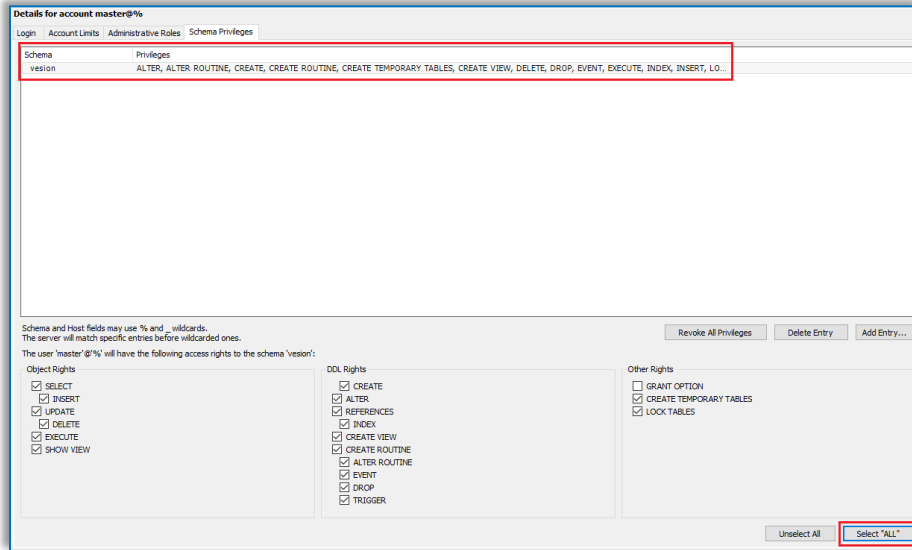 Details for account master@%
Login Account Limits Administrative Roles Schema Privileges
Schema Privileges
vesion ALTER, ALTER ROUTINE, CREATE, CREATE ROUTINE, CREATE TEMPORARY TABLES, CREATE VIEW, DELETE, DROP, EVENT, EXECUTE, INDEX, INSERT, LO...
Schema and Host fields may use % and _ wildcards.
The server will match specific entries before wildcarded ones.
Revoke All Privileges Delete Entry Add Entry...
The user 'master'@'%' will have the following access rights to the schema 'vesion':
Object Rights
SELECT
INSERT
UPDATE
DELETE
EXECUTE
SHOW VIEW
DDL Rights
CREATE
ALTER
REFERENCES
INDEX
CREATE VIEW
CREATE ROUTINE
ALTER ROUTINE
EVENT
DROP
TRIGGER
Other Rights
GRANT OPTION
CREATE TEMPORARY TABLES
LOCK TABLES
Unselect All Select "ALL"